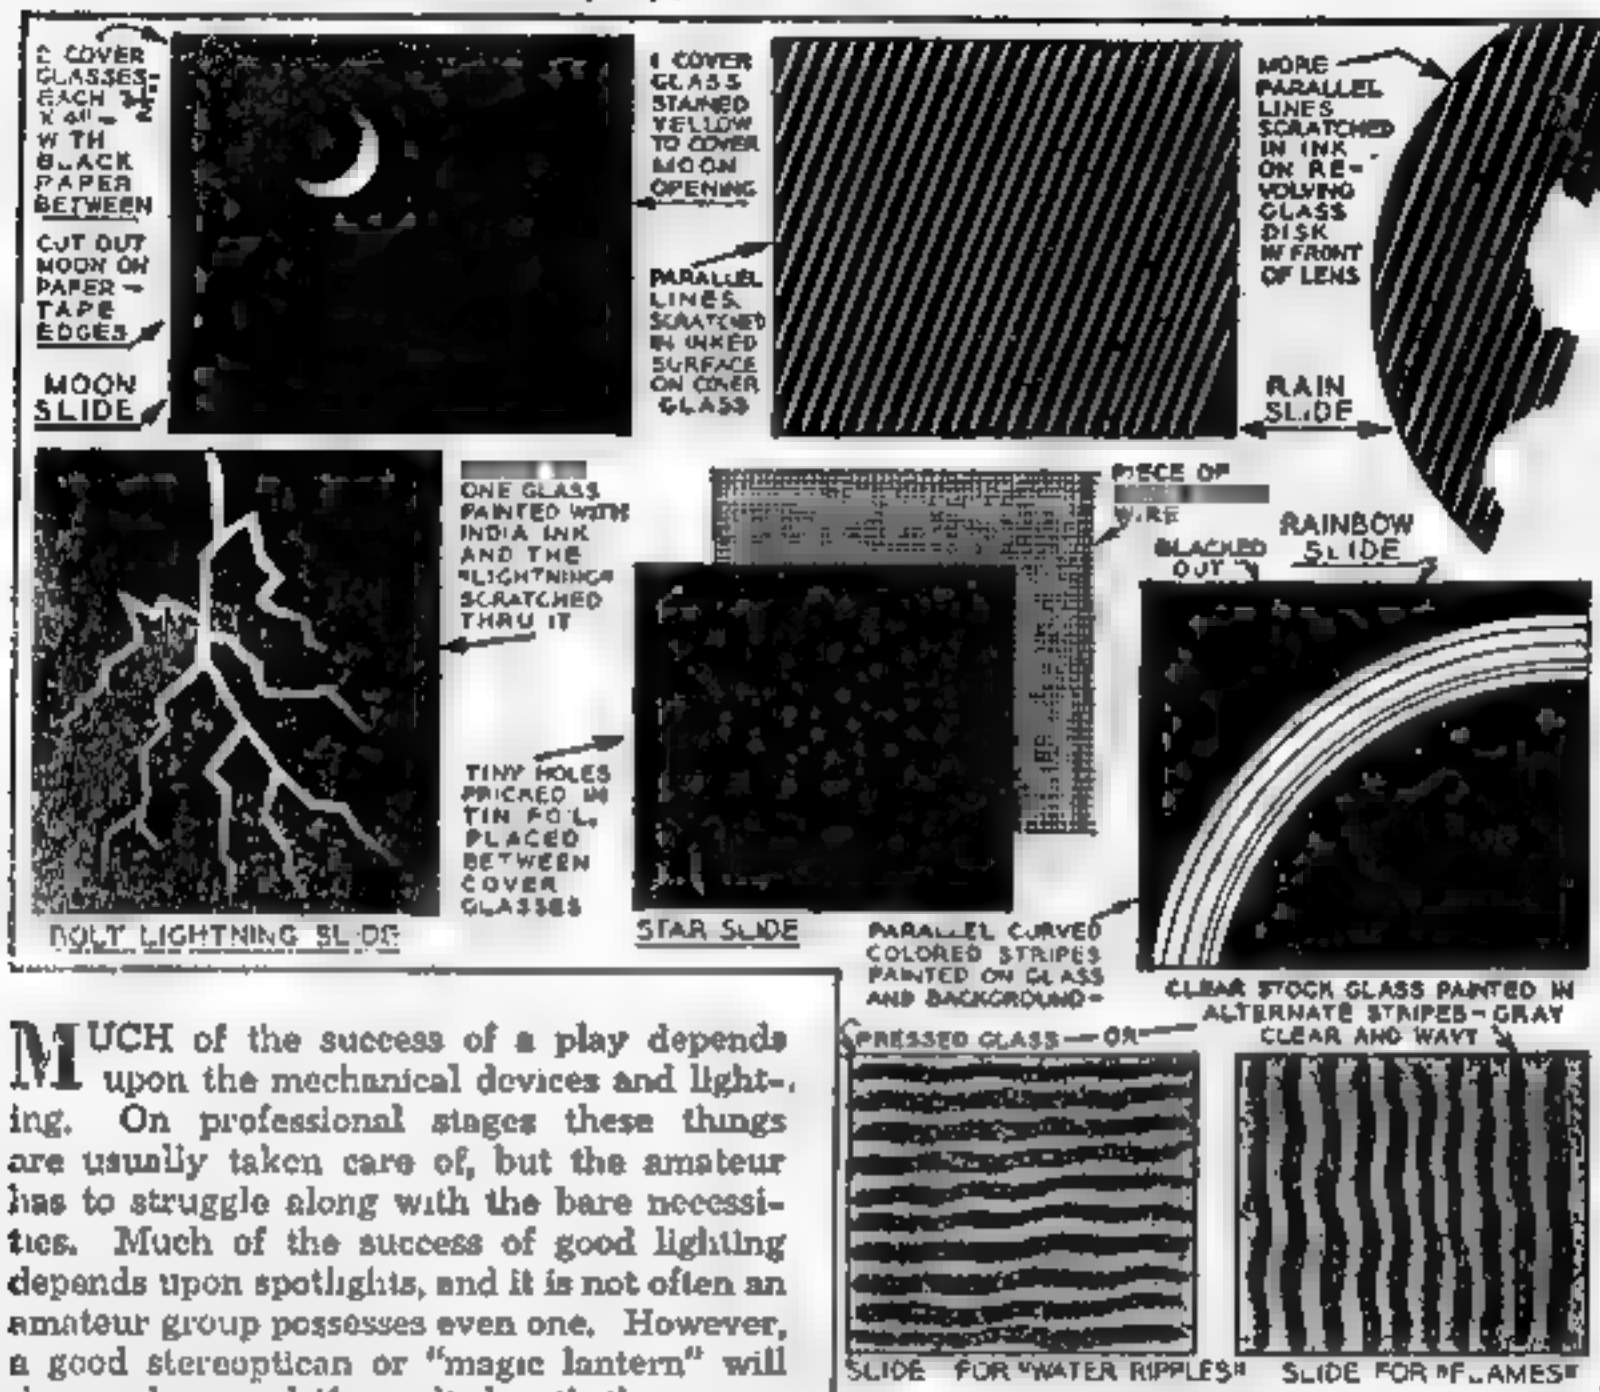 2 COVER
GLASSES-
EACH 3½"
X 4" -
WITH
BLACK
PAPER
BETWEEN
CUT OUT
MOON ON
PAPER -
TAPE
EDGES
MOON
SLIDE
1 COVER
GLASS
STAINED
YELLOW
TO COVER
MOON
OPENING
PARALLEL
LINES
SCRATCHED
IN INKED
SURFACE
ON COVER
GLASS
MORE
PARALLEL
LINES
SCRATCHED
IN INK
ON RE-
VOLVING
GLASS
DISK
IN FRONT
OF LENS
RAIN
SLIDE
ONE GLASS
PAINTED WITH
INDIA INK
AND THE
"LIGHTNING"
SCRATCHED
THRU IT
BOLT LIGHTNING SLIDE
TINY HOLES
PRICKED IN
TIN FOIL,
PLACED
BETWEEN
COVER
GLASSES
STAR SLIDE
PIECE OF
WIRE
BLACKED
OUT
RAINBOW
SLIDE
PARALLEL CURVED
COLORED STRIPES
PAINTED ON GLASS
AND BACKGROUND-
CLEAR STOCK GLASS PAINTED IN
ALTERNATE STRIPES-GRAY
CLEAR AND WAVY
PRESSED GLASS — OR
SLIDE FOR "WATER RIPPLES"
SLIDE FOR "FLAMES"
MUCH of the success of a play depends
upon the mechanical devices and light-
ing. On professional stages these things
are usually taken care of, but the amateur
has to struggle along with the bare necessi-
ties. Much of the success of good lighting
depends upon spotlights, and it is not often an
amateur group possesses even one. However,
a good stereoptican or "magic lantern" will